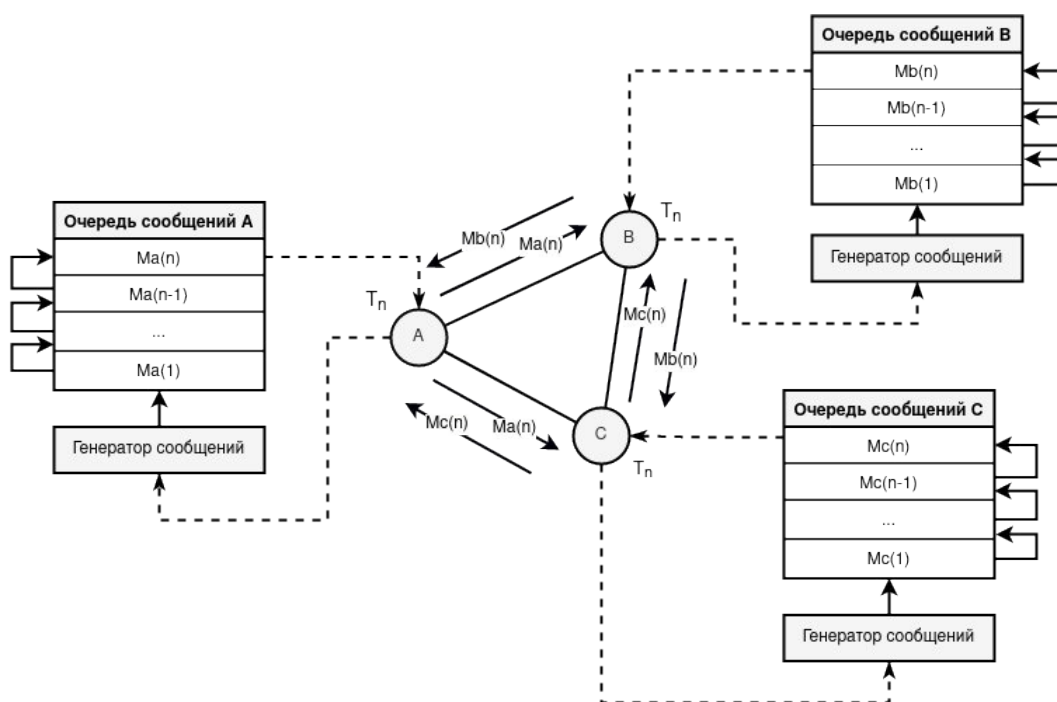 Очередь сообщений B
Mb(n)
Mb(n-1)
...
Mb(1)
Генератор сообщений
Очередь сообщений A
Ma(n)
Ma(n-1)
...
Ma(1)
Генератор сообщений
Mb(n)
Ma(n)
B
Tn
Tn
A
Mc(n)
Mb(n)
Mc(n)
Ma(n)
C
Tn
Очередь сообщений C
Mc(n)
Mc(n-1)
...
Mc(1)
Генератор сообщений